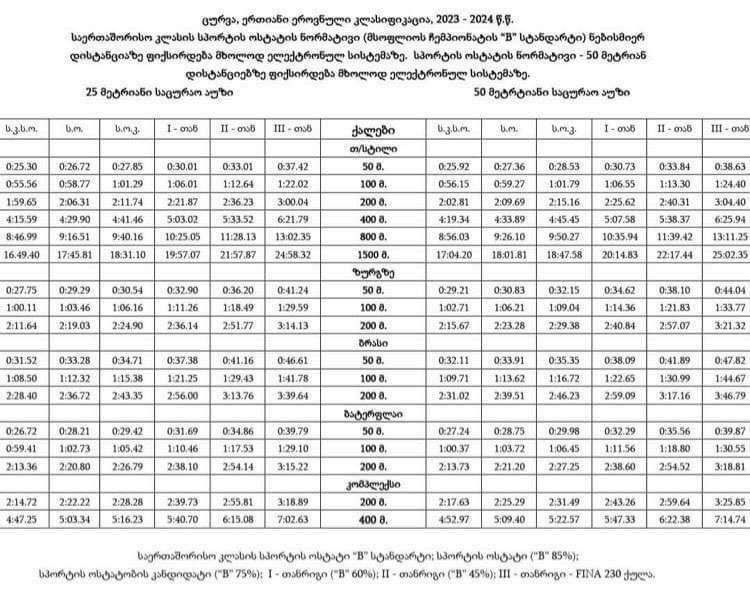 ცურვა, ერთიანი ეროვნული კლასიფიკაცია, 2023 - 2024 წ.წ.
საერთაშორისო კლასის სპორტის ოსტატის ნორმატივი (მსოფლიოს ჩემპიონატის "B" სტანდარტი) ნებისმიერ
დისტანციაზე ფიქსირდება მხოლოდ ელექტრონულ სისტემაზე. სპორტის ოსტატის ნორმატივი - 50 მეტრიან
დისტანციებზე ფიქსირდება მხოლოდ ელექტრონულ სისტემაზე.
25 მეტრიანი საცურაო აუზი 50 მეტრტიანი საცურაო აუზი
ს.კ.ს.ო. ს.ო. ს.ო.კ. I - თან II - თან III - თან ქალები ს.კ.ს.ო. ს.ო. ს.ო.კ. I - თან II - თან III - თან
თ/სტილი
0:25.30 0:26.72 0:27.85 0:30.01 0:33.01 0:37.42 50 მ. 0:25.92 0:27.36 0:28.53 0:30.73 0:33.84 0:38.63
0:55.56 0:58.77 1:01.29 1:06.01 1:12.64 1:22.02 100 მ. 0:56.15 0:59.27 1:01.79 1:06.55 1:13.30 1:24.40
1:59.65 2:06.31 2:11.74 2:21.87 2:36.23 3:00.04 200 მ. 2:02.81 2:09.69 2:15.16 2:25.62 2:40.31 3:04.40
4:15.59 4:29.90 4:41.46 5:03.02 5:33.52 6:21.79 400 მ. 4:19.34 4:33.89 4:45.45 5:07.58 5:38.37 6:25.94
8:46.99 9:16.51 9:40.16 10:25.05 11:28.13 13:02.35 800 მ. 8:56.03 9:26.10 9:50.27 10:35.94 11:39.42 13:11.25
16.49.40 17:45.81 18:31.10 19:57.07 21:57.87 24:58.32 1500 მ. 17:04.20 18:01.81 18:47.58 20:14.83 22:17.44 25:02.35
ზურგზე
0:27.75 0:29.29 0:30.54 0:32.90 0:36.20 0:41.24 50 მ. 0:29.21 0:30.83 0:32.15 0:34.62 0:38.10 0:44.04
1:00.11 1:03.46 1:06.16 1:11.26 1:18.49 1:29.59 100 მ. 1:02.71 1:06.21 1:09.04 1:14.36 1:21.83 1:33.77
2:11.64 2:19.03 2:24.90 2:36.14 2:51.77 3:14.13 200 მ. 2:15.67 2:23.28 2:29.38 2:40.84 2:57.07 3:21.32
ბრასი
0:31.52 0:33.28 0:34.71 0:37.38 0:41.16 0:46.61 50 მ. 0:32.11 0:33.91 0:35.35 0:38.09 0:41.89 0:47.82
1:08.50 1:12.32 1:15.38 1:21.25 1:29.43 1:41.78 100 მ. 1:09.71 1:13.62 1:16.72 1:22.65 1:30.99 1:44.67
2:28.40 2:36.72 2:43.35 2:56.00 3:13.76 3:39.64 200 მ. 2:31.02 2:39.51 2:46.23 2:59.09 3:17.16 3:46.79
ბატერფლაი
0:26.72 0:28.21 0:29.42 0:31.69 0:34.86 0:39.79 50 მ. 0:27.24 0:28.75 0:29.98 0:32.29 0:35.56 0:39.87
0:59.41 1:02.73 1:05.42 1:10.46 1:17.53 1:29.10 100 მ. 1:00.37 1:03.72 1:06.45 1:11.56 1:18.80 1:30.55
2:13.36 2:20.80 2:26.79 2:38.10 2:54.14 3:15.22 200 მ. 2:13.73 2:21.20 2:27.25 2:38.60 2:54.52 3:18.81
კომპლექსი
2:14.72 2:22.22 2:28.28 2:39.73 2:55.81 3:18.89 200 მ. 2:17.63 2:25.29 2:31.49 2:43.26 2:59.64 3:25.85
4:47.25 5:03.34 5:16.23 5:40.70 6:15.08 7:02.63 400 მ. 4:52.97 5:09.40 5:22.57 5:47.33 6:22.38 7:14.74
საერთაშორისო კლასის სპორტის ოსტატი "B" სტანდარტი; სპორტის ოსტატი ("B" 85%);
სპორტის ოსტატობის კანდიდატი ("B" 75%); I - თანრიგი ("B" 60%); II - თანრიგი ("B" 45%); III - თანრიგი - FINA 230 ქულა.